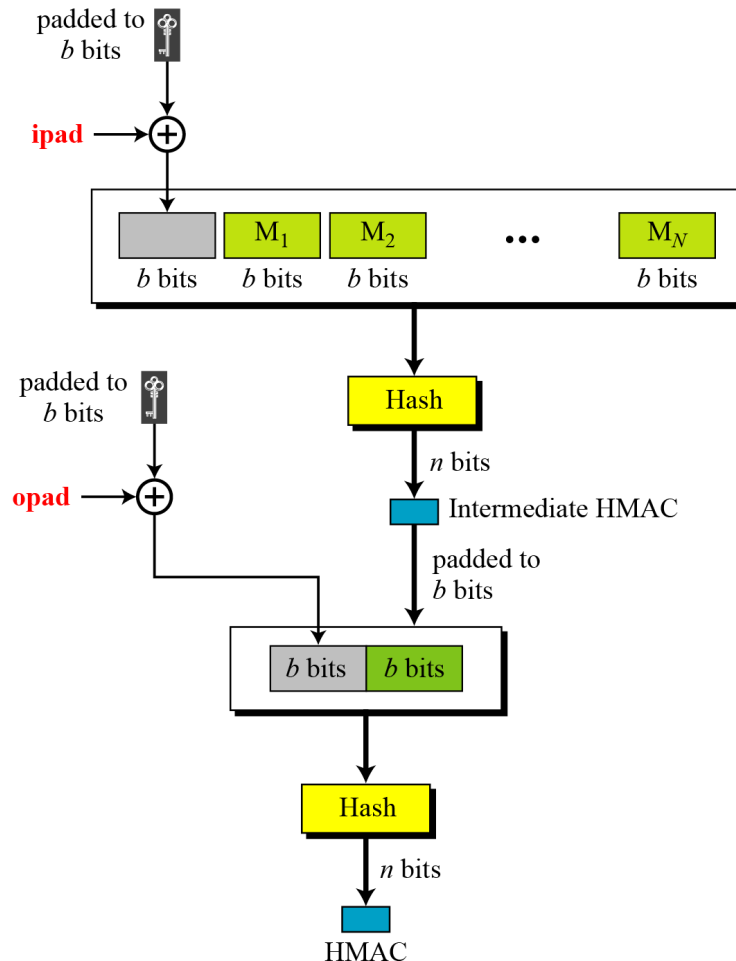 padded to
b bits
ipad
M1 M2 ... MN
b bits b bits b bits b bits
Hash
padded to
b bits
n bits
opad
Intermediate HMAC
padded to
b bits
b bits b bits
Hash
n bits
HMAC